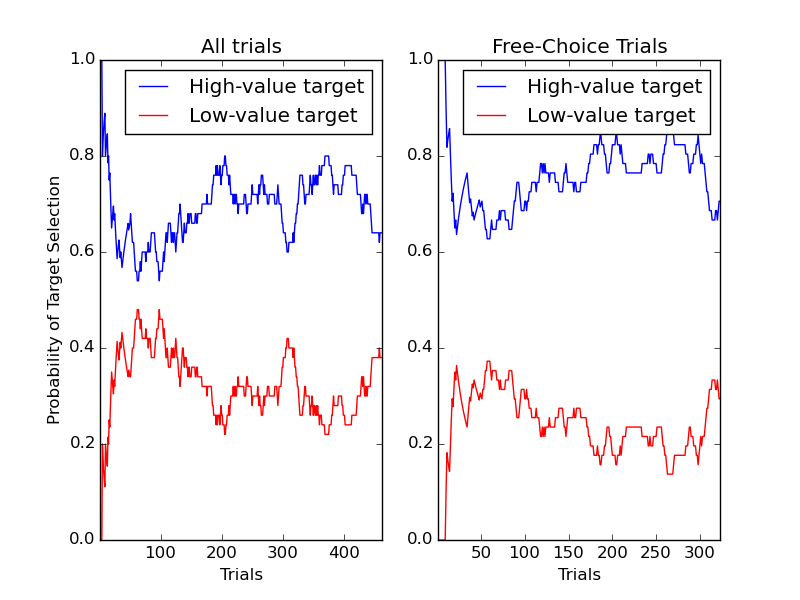 All trials
Free-Choice Trials
High-value target
Low-value target
High-value target
Low-value target
1.0
0.8
0.6
0.4
0.2
0.0
1.0
0.8
0.6
0.4
0.2
0.0
Probability of Target Selection
100 200 300 400
50 100 150 200 250 300
Trials
Trials